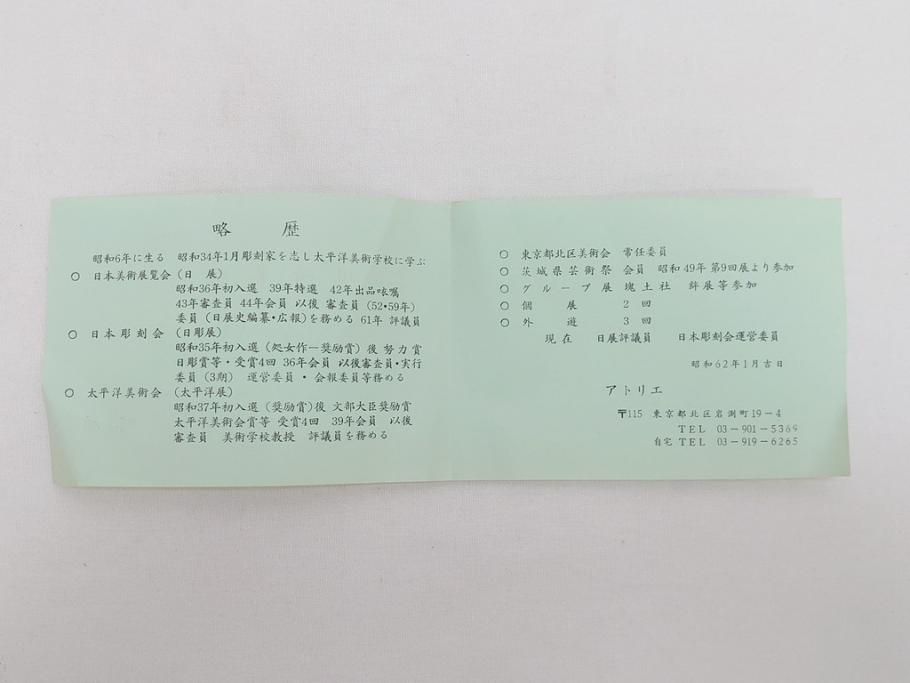 略歴
昭和6年に生る 昭和34年1月彫刻家を志し太平洋美術学校に学ぶ
○ 日本美術展覧会(日 展)
昭和36年初入選 39年特選 42年出品依嘱
43年審査員 44年会員 以後 審査員(52・59年)
委員(日展史編纂・広報)を務める 61年 評議員
○ 日本彫刻会 (日彫展)
昭和35年初入選(処女作―奨励賞)後 努力賞
日彫賞等・受賞4回 36年会員 以後審査員・実行
委員(3期) 運営委員・会報委員等務める
○ 太平洋美術会 (太平洋展)
昭和37年初入選(奨励賞)後 文部大臣奨励賞
太平洋美術会賞等 受賞4回 39年会員 以後
審査員 美術学校教授 評議員を務める
○ 東京都北区美術会 常任委員
○ 茨城県芸術祭 会員 昭和49年第9回展より参加
○ グループ展 塊土社 絆展等参加
○ 個展 2回
○ 外遊 3回
現在 日展評議員 日本彫刻会運営委員
昭和62年1月吉日
アトリエ
〒115 東京都北区岩渕町19-4
TEL 03-901-5369
自宅 TEL 03-919-6265